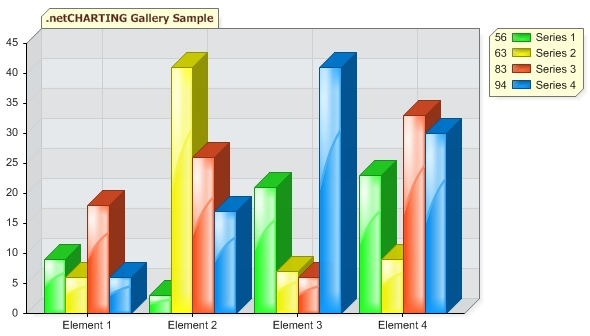 .netCHARTING Gallery Sample
56 Series 1
63 Series 2
83 Series 3
94 Series 4
45
40
35
30
25
20
15
10
5
0
Element 1 Element 2 Element 3 Element 4